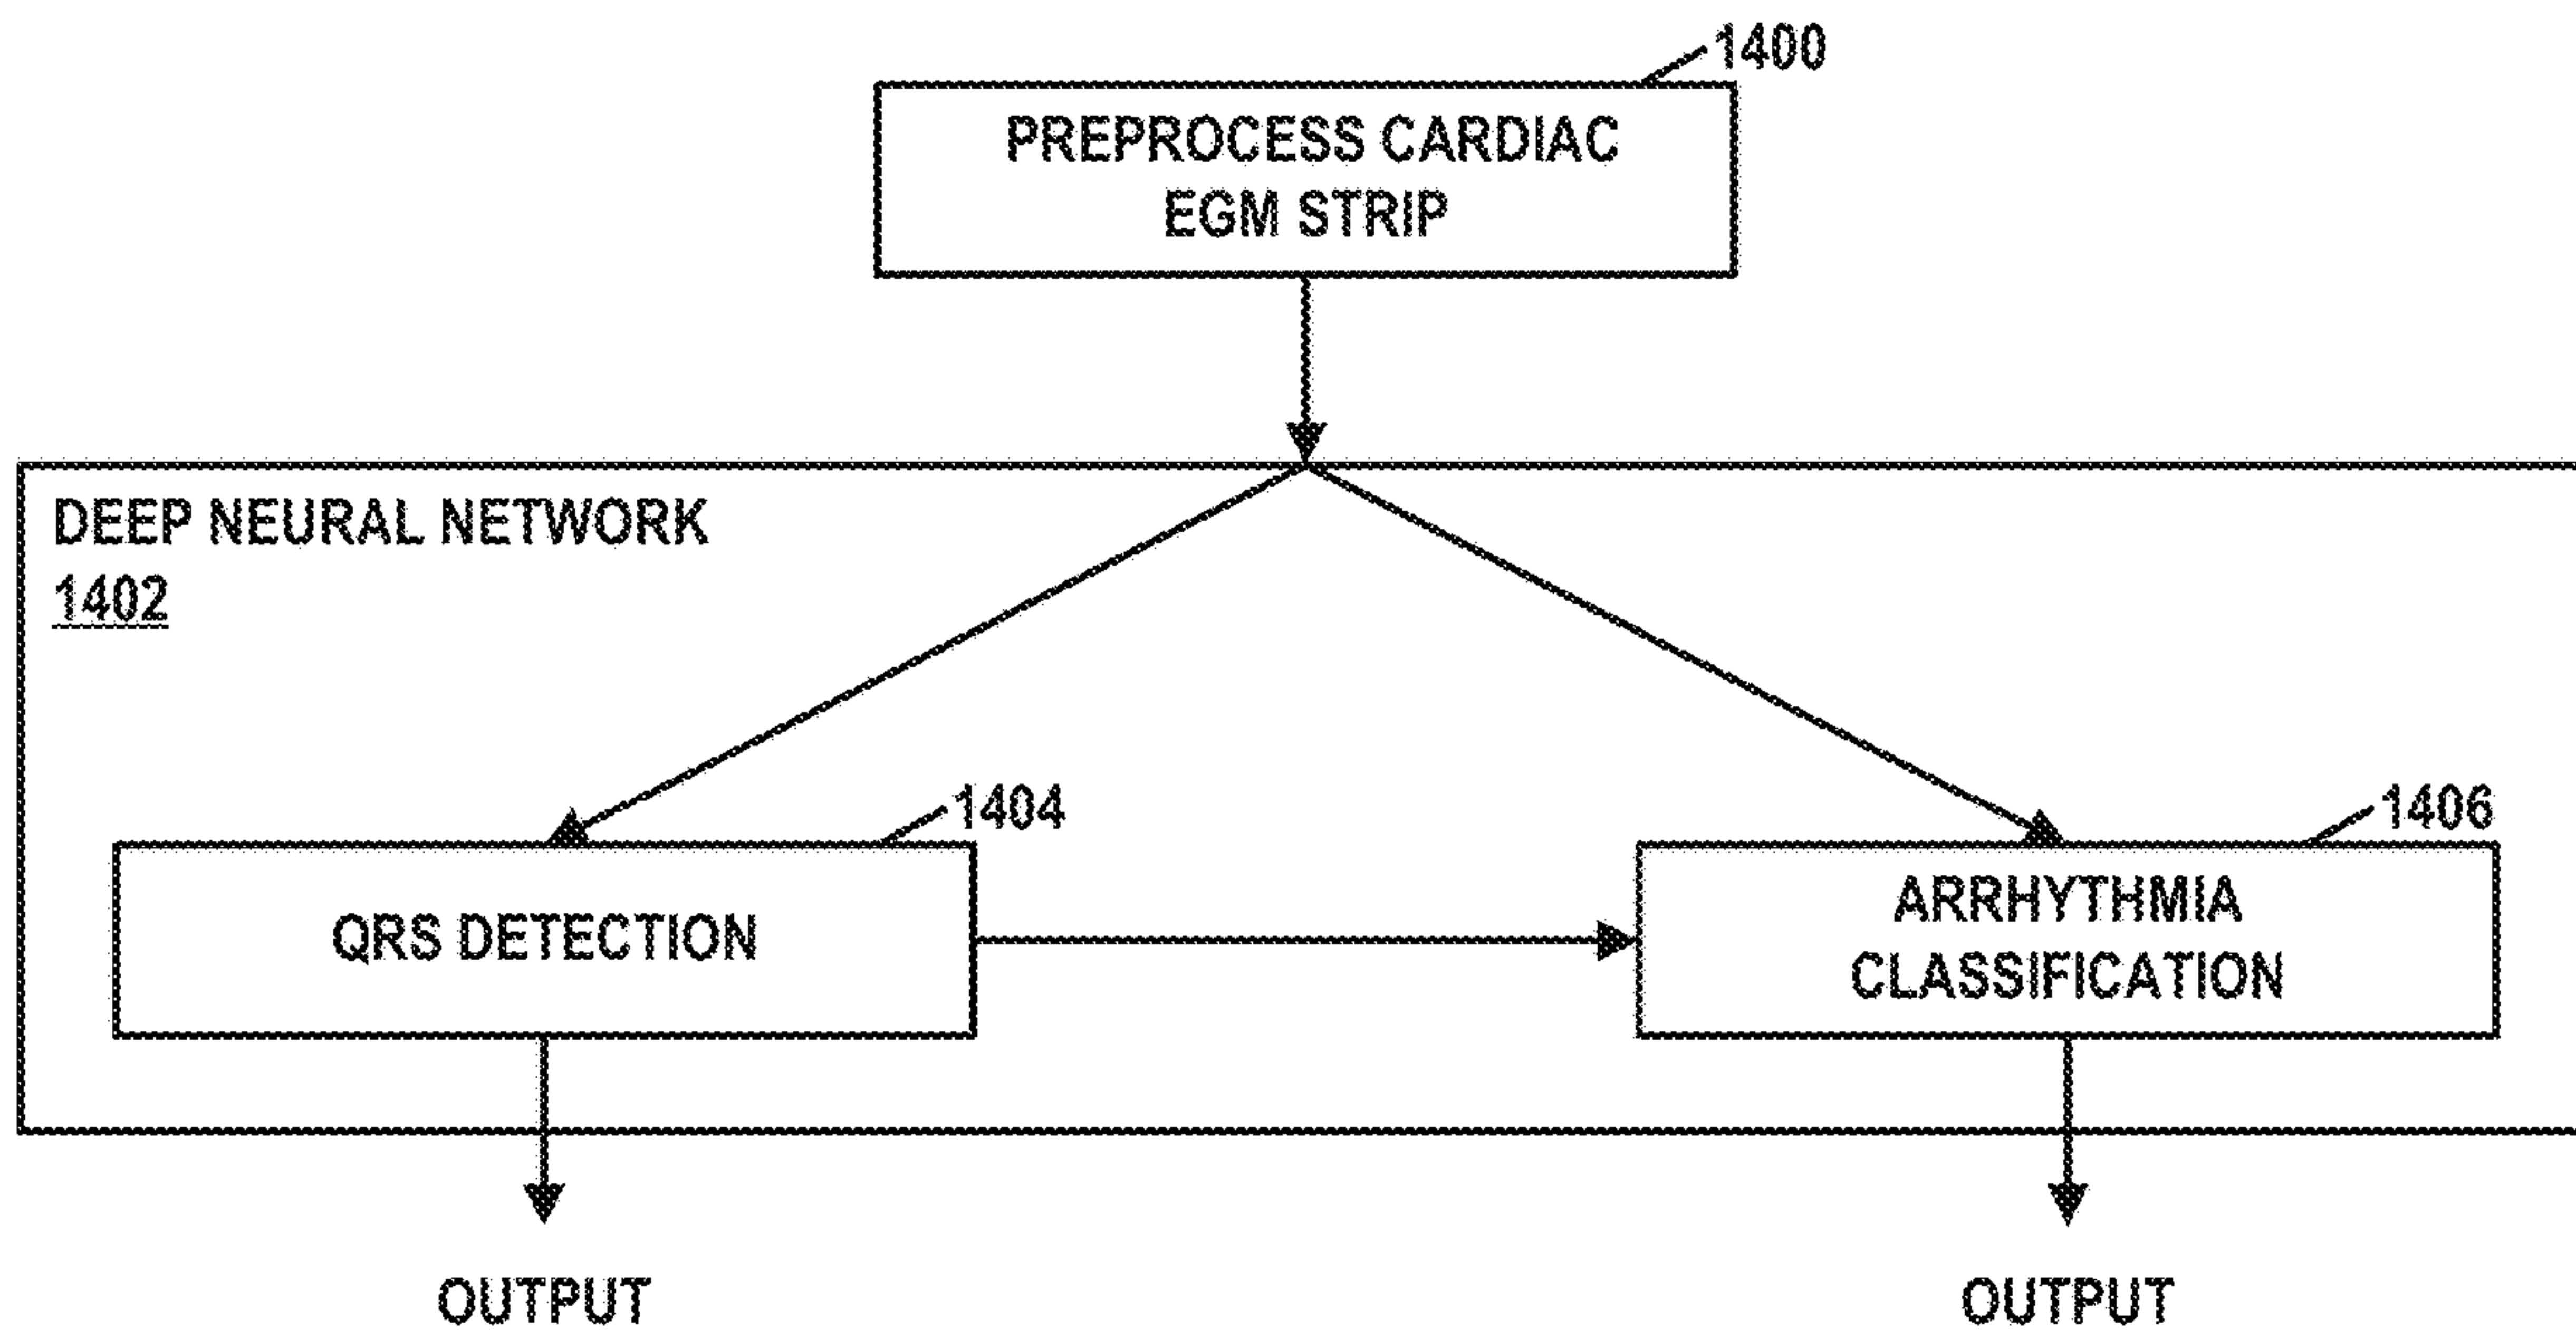 1400
PREPROCESS CARDIAC
EGM STRIP
DEEP NEURAL NETWORK
1402
1404
QRS DETECTION
1406
ARRHYTHMIA
CLASSIFICATION
OUTPUT
OUTPUT